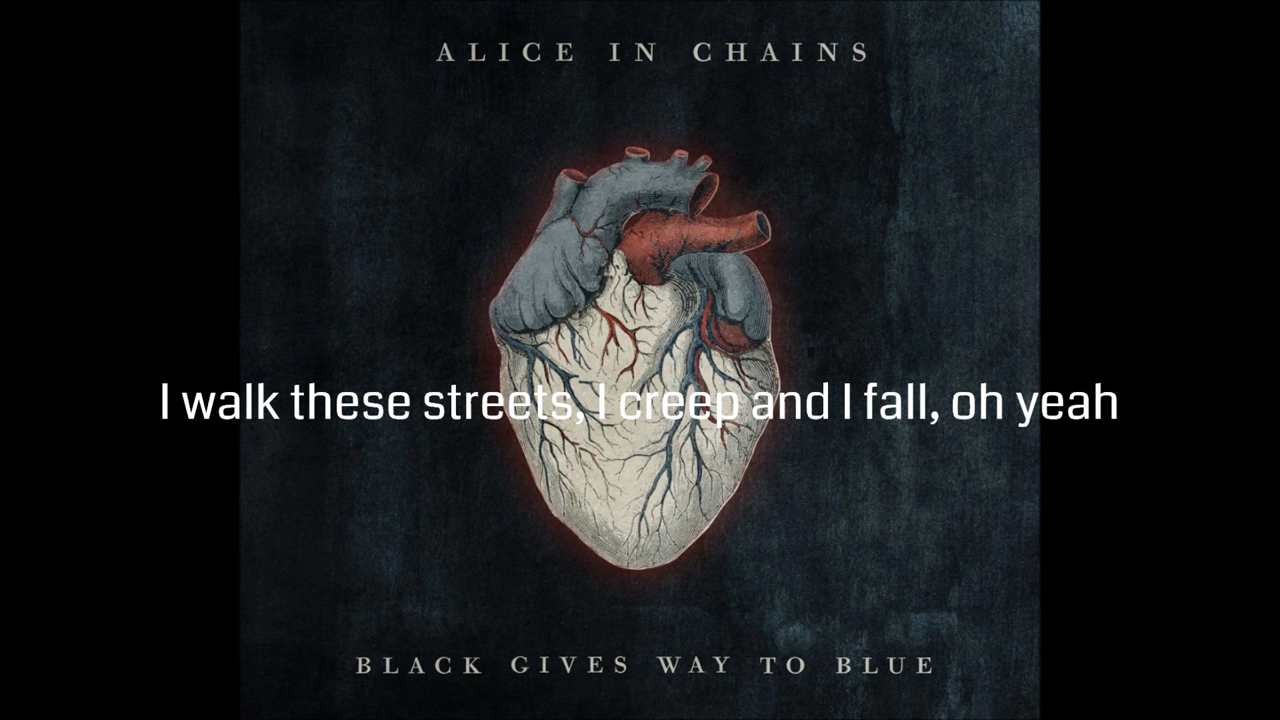 ALICE IN CHAINS
I walk these streets, I creep and I fall, oh yeah
BLACK GIVES WAY TO BLUE